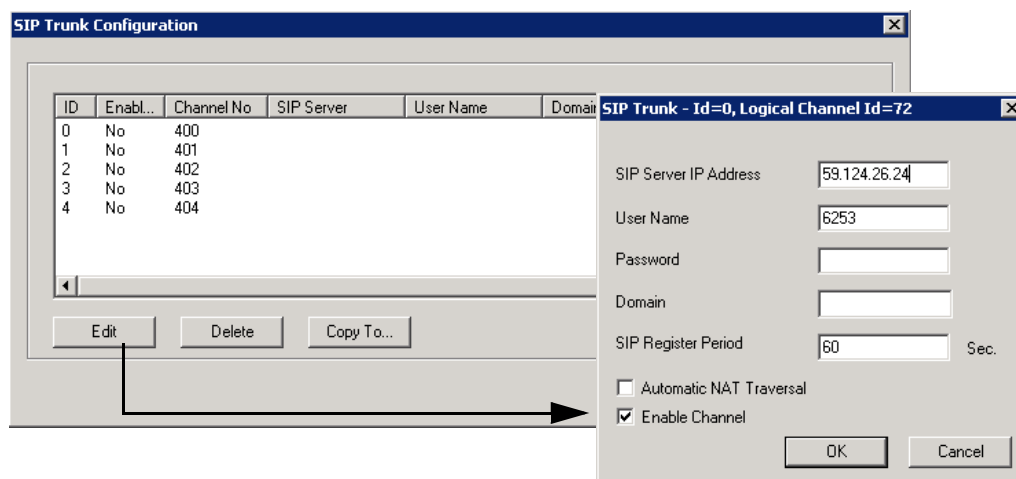 SIP Trunk Configuration
ID Enabl... Channel No SIP Server User Name Domain
0 No 400
1 No 401
2 No 402
3 No 403
4 No 404
Edit Delete Copy To...
SIP Trunk - Id=0, Logical Channel Id=72
SIP Server IP Address 59.124.26.24
User Name 6253
Password
Domain
SIP Register Period 60 Sec.
Automatic NAT Traversal
Enable Channel
OK Cancel